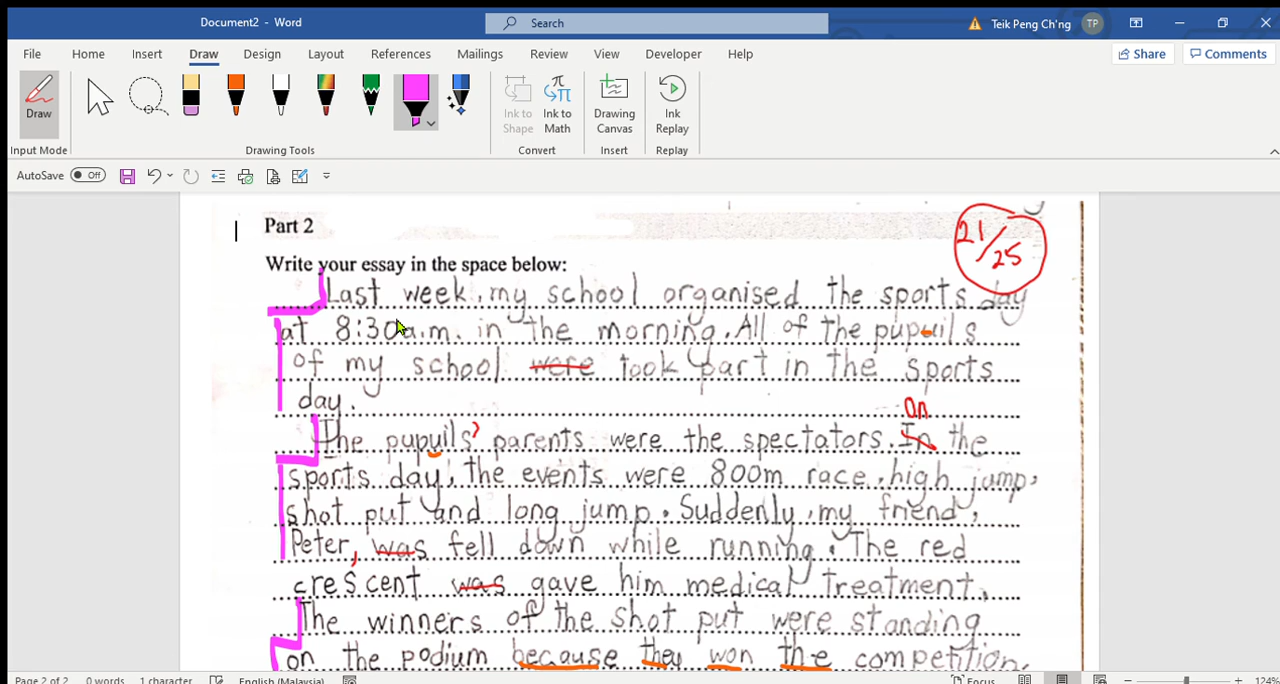 Document2 - Word
Search
Teik Peng Ch'ng
TP
File Home Insert Draw Design Layout References Mailings Review View Developer Help
Share
Comments
Draw
Ink to Shape
Ink to Math
Drawing Canvas
Ink Replay
Input Mode
Drawing Tools
Convert
Insert
Replay
AutoSave Off
Part 2
21/25
Write your essay in the space below:
Last week, my school organised the sports day
at 8:30a.m. in the morning. All of the pupuils
of my school were took part in the sports
day.
On
The pupuils' parents were the spectators. In the
sports day, the events were 800m race, high jump,
shot put and long jump. Suddenly, my friend,
Peter, was fell down while running. The red
crescent was gave him medical treatment.
The winners of the shot put were standing
on the podium because they won the competition.
Page 2 of 2 0 words 1 character English (Malaysia) Focus 124%